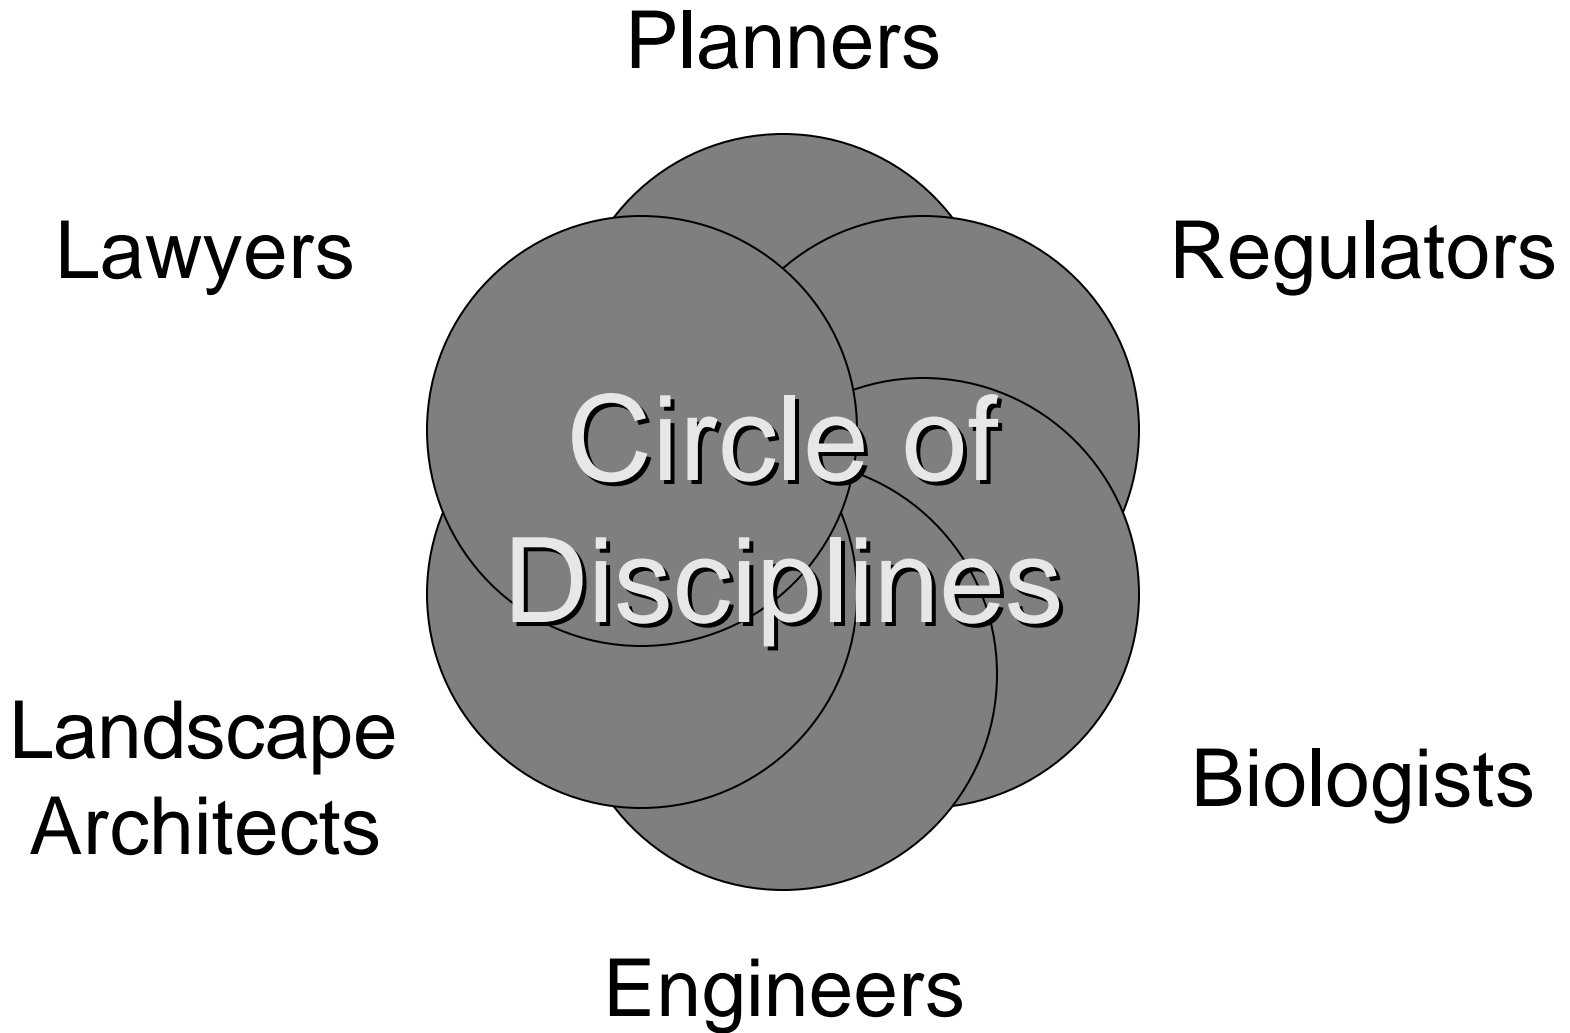 Planners
Lawyers
Regulators
Circle of
Disciplines
Landscape
Architects
Biologists
Engineers